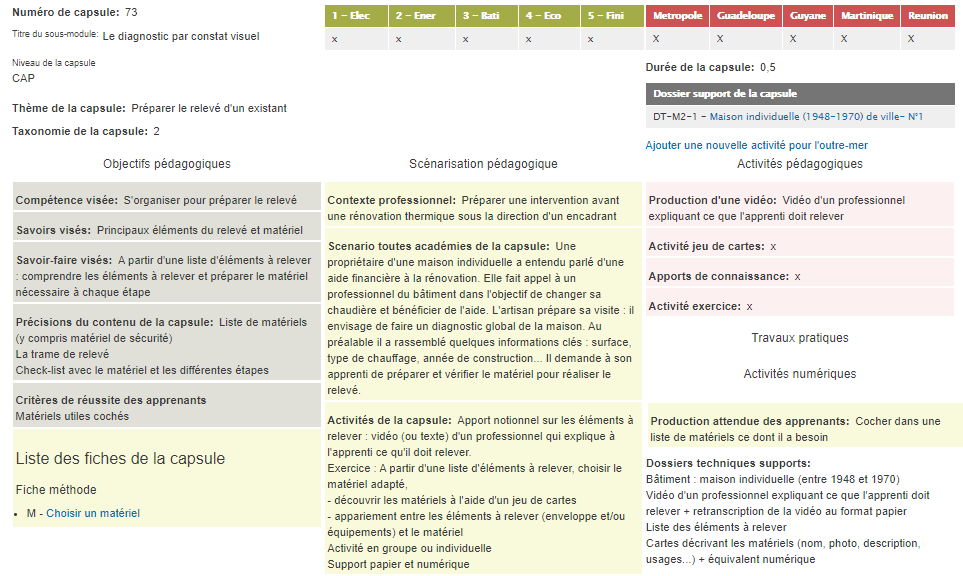 Numéro de capsule: 73
Titre du sous-module: Le diagnostic par constat visuel
Niveau de la capsule
CAP
Thème de la capsule: Préparer le relevé d'un existant
Taxonomie de la capsule: 2
1 – Elec 2 – Ener 3 – Bati 4 – Eco 5 – Fini
x x x x x
Metropole Guadeloupe Guyane Martinique Reunion
X X X X X
Durée de la capsule: 0,5
Dossier support de la capsule
DT-M2-1 - Maison individuelle (1948-1970) de ville- N°1
Ajouter une nouvelle activité pour l'outre-mer
Objectifs pédagogiques
Compétence visée: S'organiser pour préparer le relevé
Savoirs visés: Principaux éléments du relevé et matériel
Savoir-faire visés: A partir d'une liste d'éléments à relever
: comprendre les éléments à relever et préparer le matériel
nécessaire à chaque étape
Précisions du contenu de la capsule: Liste de matériels
(y compris matériel de sécurité)
La trame de relevé
Check-list avec le matériel et les différentes étapes
Critères de réussite des apprenants
Matériels utiles cochés
Liste des fiches de la capsule
Fiche méthode
• M - Choisir un matériel
Scénarisation pédagogique
Contexte professionnel: Préparer une intervention avant
une rénovation thermique sous la direction d'un encadrant
Scenario toutes académies de la capsule: Une
propriétaire d'une maison individuelle a entendu parlé d'une
aide financière à la rénovation. Elle fait appel à un
professionnel du bâtiment dans l'objectif de changer sa
chaudière et bénéficier de l'aide. L'artisan prépare sa visite : il
envisage de faire un diagnostic global de la maison. Au
préalable il a rassemblé quelques informations clés : surface,
type de chauffage, année de construction... Il demande à son
apprenti de préparer et vérifier le matériel pour réaliser le
relevé.
Activités de la capsule: Apport notionnel sur les éléments à
relever : vidéo (ou texte) d'un professionnel qui explique à
l'apprenti ce qu'il doit relever.
Exercice : A partir d'une liste d'éléments à relever, choisir le
matériel adapté,
- découvrir les matériels à l'aide d'un jeu de cartes
- appariement entre les éléments à relever (enveloppe et/ou
équipements) et le matériel
Activité en groupe ou individuelle
Support papier et numérique
Activités pédagogiques
Production d'une vidéo: Vidéo d'un professionnel
expliquant ce que l'apprenti doit relever
Activité jeu de cartes: x
Apports de connaissance: x
Activité exercice: x
Travaux pratiques
Activités numériques
Production attendue des apprenants: Cocher dans une
liste de matériels ce dont il a besoin
Dossiers techniques supports:
Bâtiment : maison individuelle (entre 1948 et 1970)
Vidéo d'un professionnel expliquant ce que l'apprenti doit
relever + retranscription de la vidéo au format papier
Liste des éléments à relever
Cartes décrivant les matériels (nom, photo, description,
usages...) + équivalent numérique